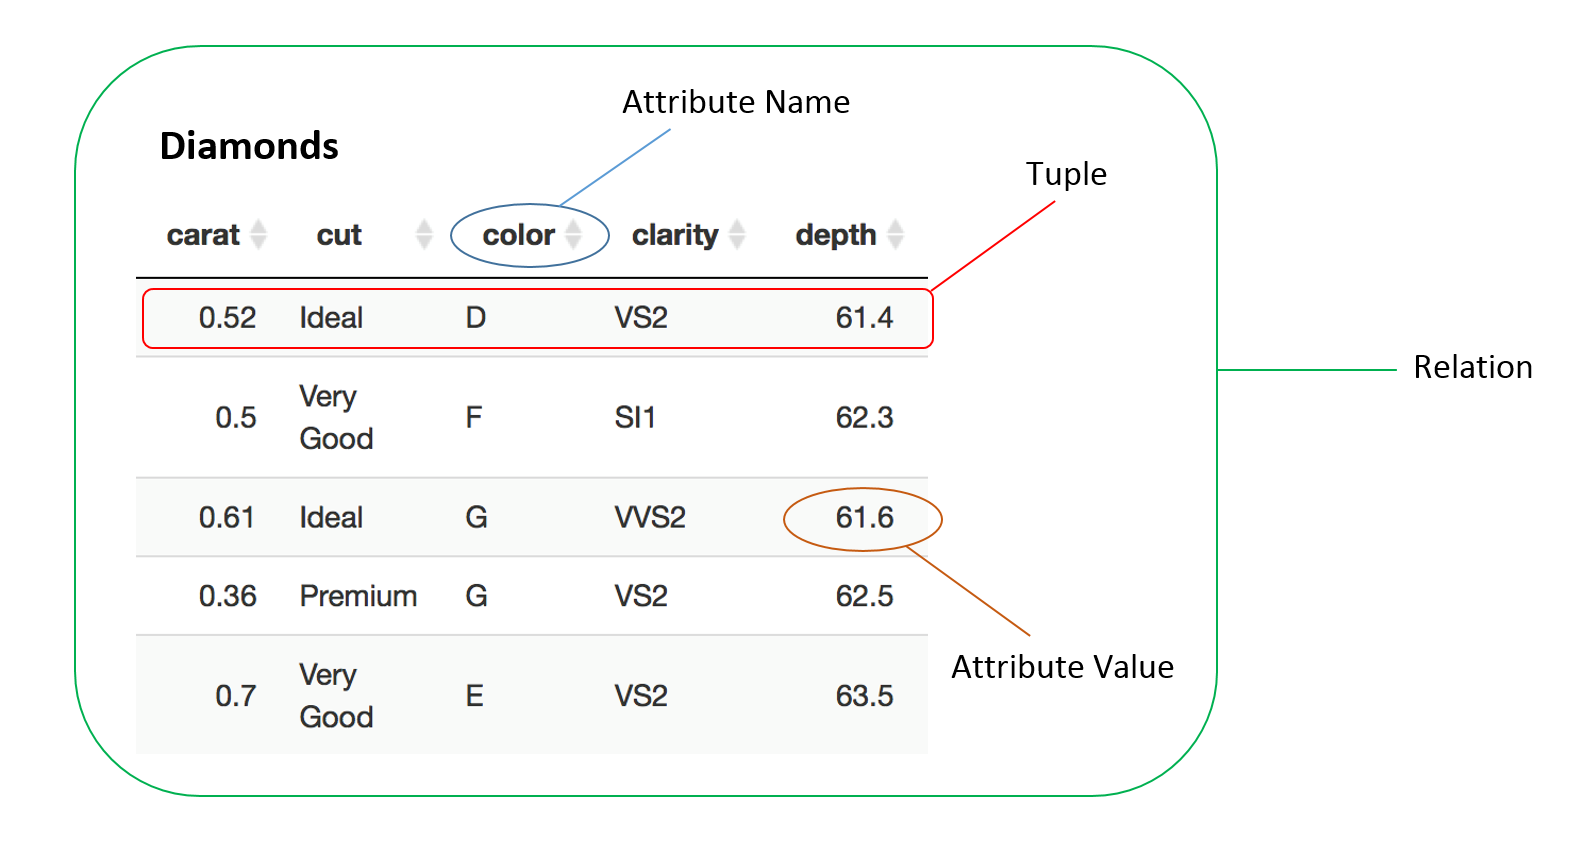 Attribute Name
Diamonds
Tuple
carat cut color clarity depth
0.52 Ideal D VS2 61.4
Relation
0.5 Very Good F SI1 62.3
0.61 Ideal G VVS2 61.6
0.36 Premium G VS2 62.5
Attribute Value
0.7 Very Good E VS2 63.5